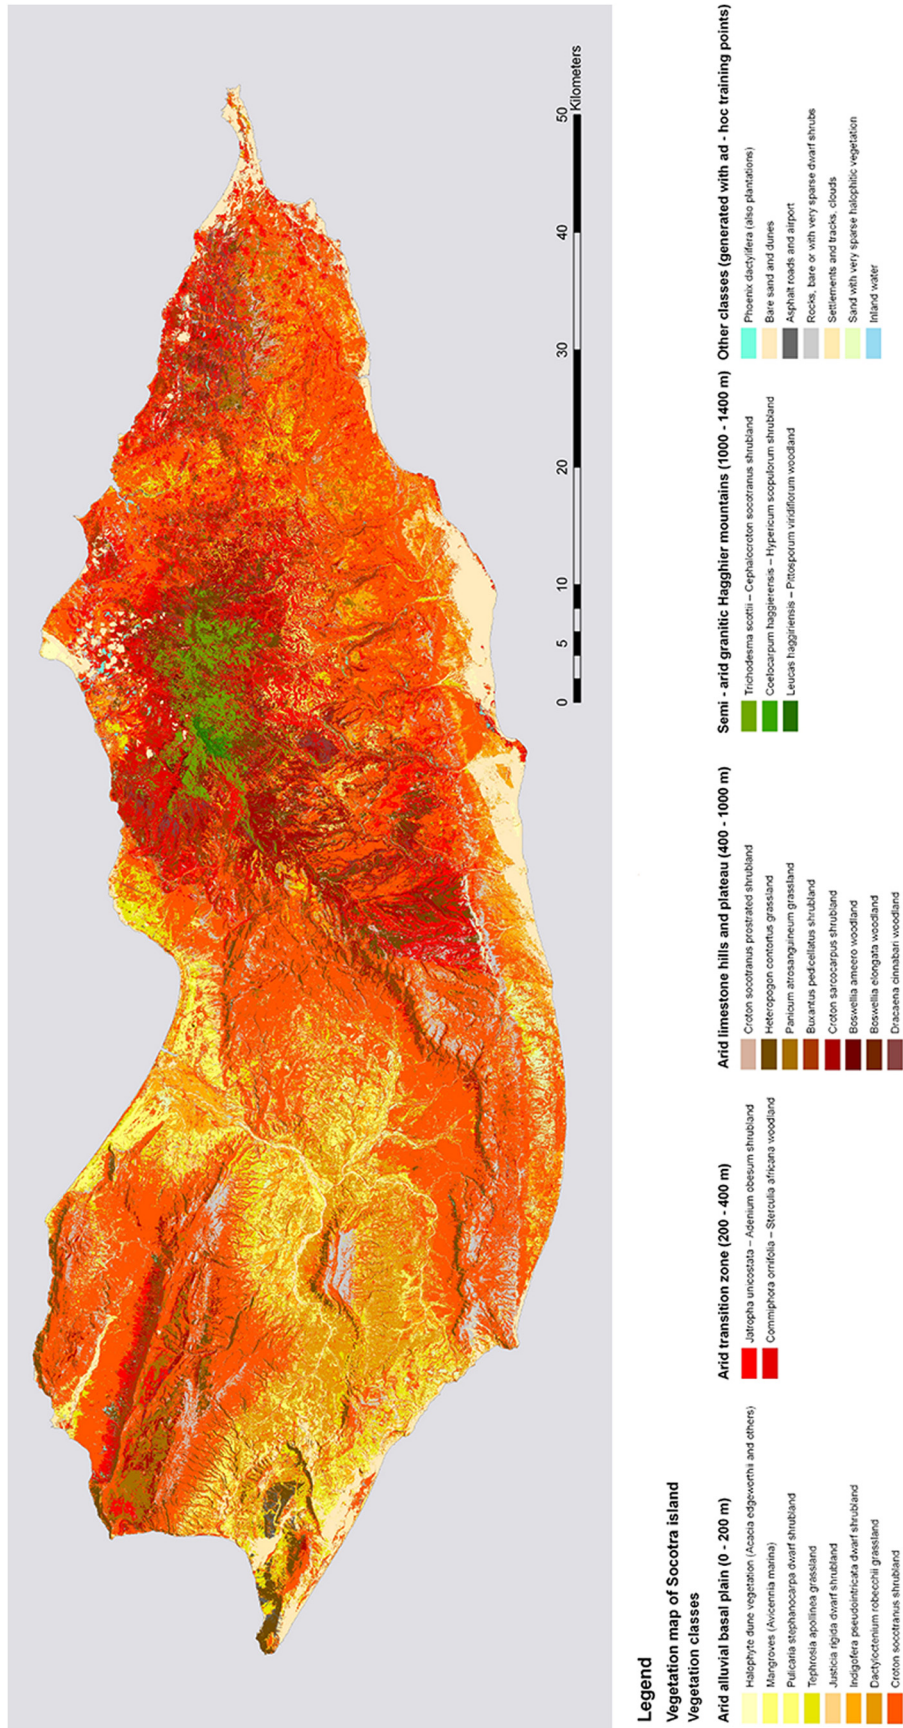 0
5
10
20
30
40
50
Kilometers
Legend
Vegetation map of Socotra island
Vegetation classes
Arid alluvial basal plain (0 - 200 m)
Halophyte dune vegetation (Acacia edgeworthii and others)
Mangroves (Avicennia marina)
Pulicaria stephanocarpa dwarf shrubland
Tephrosia apollinea grassland
Justicia rigida dwarf shrubland
Indigofera pseudointricata dwarf shrubland
Dactyloctenium robecchii grassland
Croton socotranus shrubland
Arid transition zone (200 - 400 m)
Jatropha unicostata – Adenium obesum shrubland
Commiphora ornifolia – Sterculia africana woodland
Arid limestone hills and plateau (400 - 1000 m)
Croton socotranus prostrated shrubland
Heteropogon contortus grassland
Panicum atrosanguineum grassland
Buxantus pedicellatus shrubland
Croton sarcocarpus shrubland
Boswellia ameero woodland
Boswellia elongata woodland
Dracaena cinnabari woodland
Semi - arid granitic Hagghier mountains (1000 - 1400 m)
Trichodesma scottii – Cephalocroton socotranus shrubland
Coelocarpum haggierensis – Hypericum scopulorum shrubland
Leucas haggiriensis – Pittosporum viridiflorum woodland
Other classes (generated with ad - hoc training points)
Phoenix dactylifera (also plantations)
Bare sand and dunes
Asphalt roads and airport
Rocks, bare or with very sparse dwarf shrubs
Settlements and tracks, clouds
Sand with very sparse halophitic vegetation
Inland water